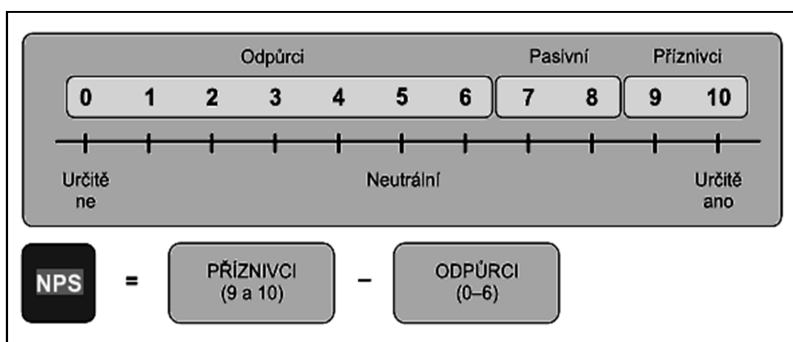 Odpůrci Pasivní Příznivci
0 1 2 3 4 5 6 7 8 9 10
Určitě Neutrální Určitě
ne ano
NPS = PŘÍZNIVCI – ODPŮRCI
(9 a 10) (0–6)